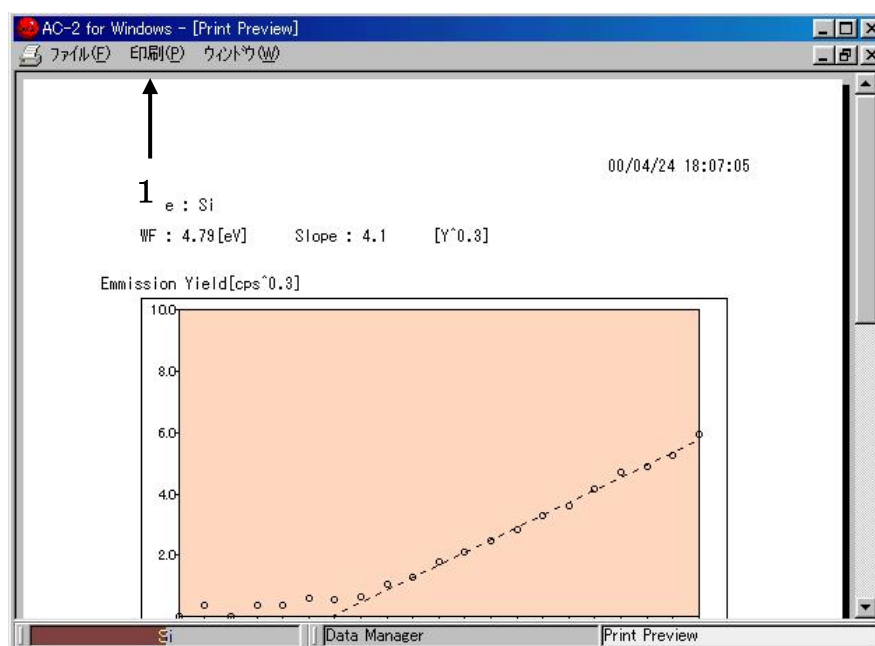 AC-2 for Windows - [Print Preview]
ファイル(F) 印刷(P) ウィンドウ(W)
00/04/24 18:07:05
1
e : Si
WF : 4.79[eV] Slope : 4.1 [Y^0.3]
Emmission Yield[cps^0.3]
10.0
8.0
6.0
4.0
2.0
Si Data Manager Print Preview